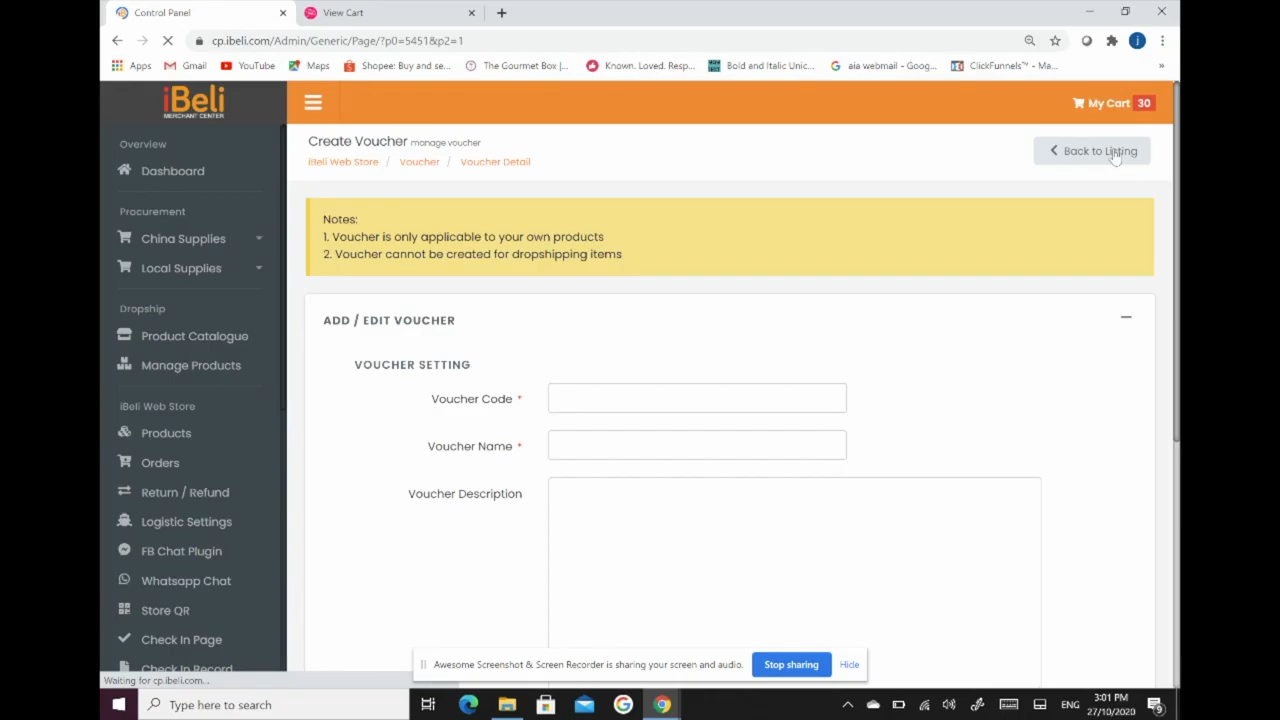 Control Panel
View Cart
cp.ibeli.com/Admin/Generic/Page/?p0=5451&p2=1
Apps
Gmail
YouTube
Maps
Shopee: Buy and se...
The Gourmet Box |...
Known. Loved. Resp...
Bold and Italic Unic...
aia webmail - Goog...
ClickFunnels™ - Ma...
»
iBeli
MERCHANT CENTER
My Cart 30
Overview
Dashboard
Procurement
China Supplies
Local Supplies
Dropship
Product Catalogue
Manage Products
iBeli Web Store
Products
Orders
Return / Refund
Logistic Settings
FB Chat Plugin
Whatsapp Chat
Store QR
Check In Page
Check In Record
Create Voucher manage voucher
iBeli Web Store / Voucher / Voucher Detail
Back to Listing
Notes:
1. Voucher is only applicable to your own products
2. Voucher cannot be created for dropshipping items
ADD / EDIT VOUCHER
VOUCHER SETTING
Voucher Code *
Voucher Name *
Voucher Description
Awesome Screenshot & Screen Recorder is sharing your screen and audio.
Stop sharing
Hide
Waiting for cp.ibeli.com...
Type here to search
ENG
3:01 PM
27/10/2020
9